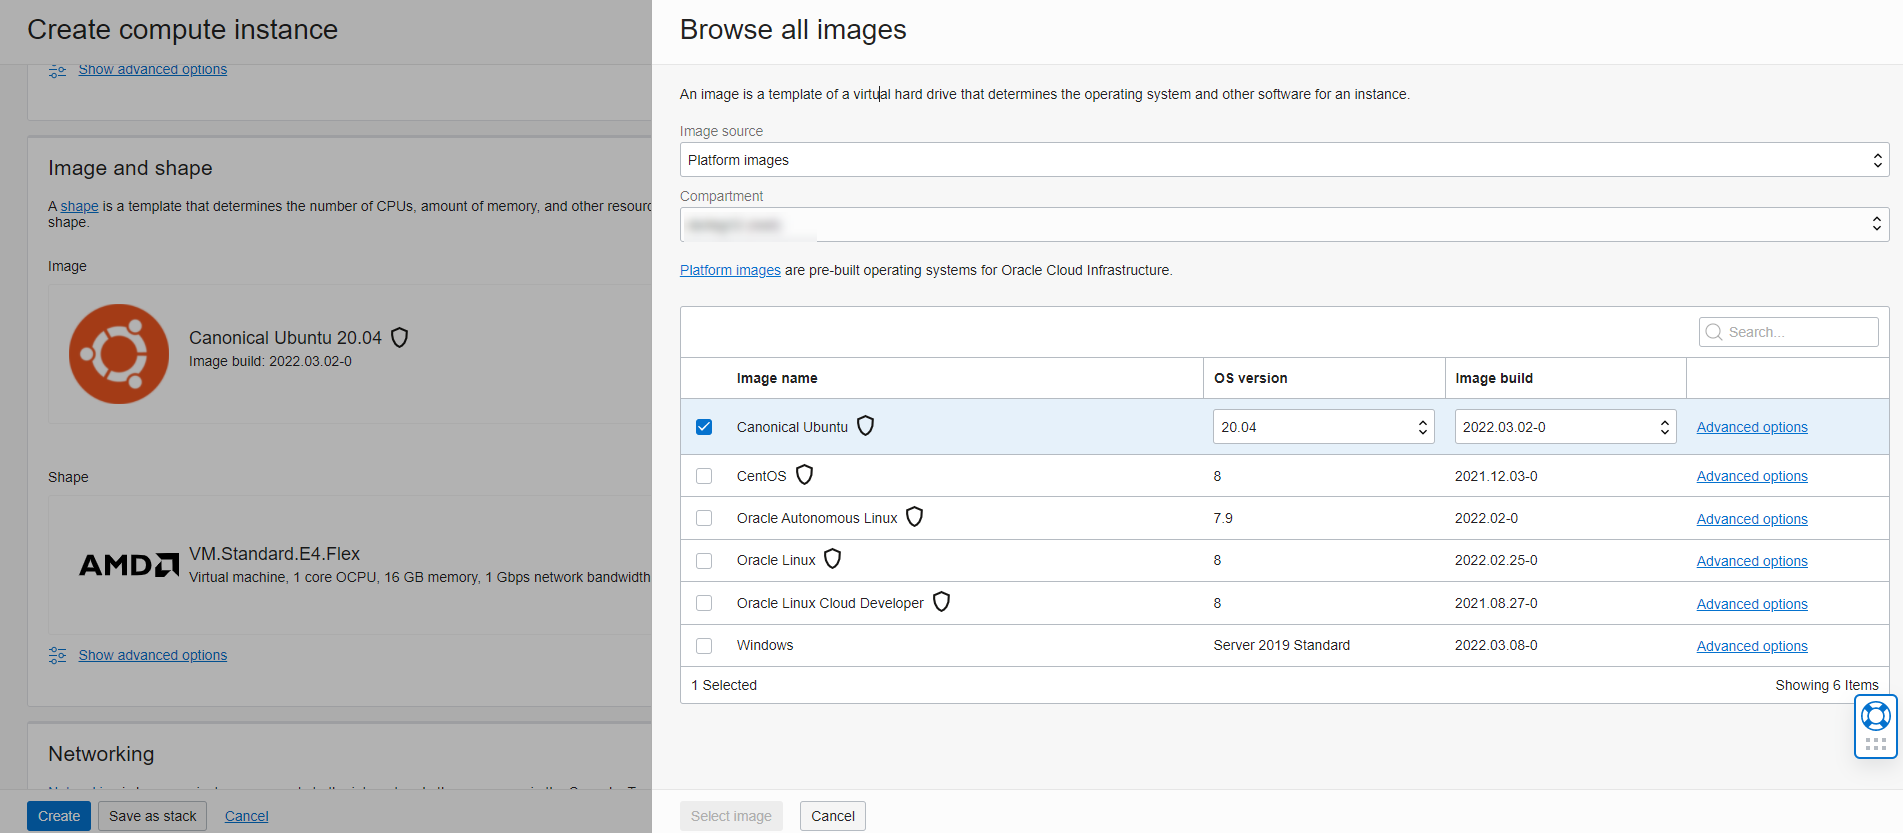 Create compute instance
Show advanced options
Image and shape
A shape is a template that determines the number of CPUs, amount of memory, and other resourc
shape.
Image
Canonical Ubuntu 20.04
Image build: 2022.03.02-0
Shape
AMD
VM.Standard.E4.Flex
Virtual machine, 1 core OCPU, 16 GB memory, 1 Gbps network bandwidth
Show advanced options
Networking
Create
Save as stack
Cancel
Browse all images
An image is a template of a virtual hard drive that determines the operating system and other software for an instance.
Image source
Platform images
Compartment
Platform images are pre-built operating systems for Oracle Cloud Infrastructure.
Search...
Image name OS version Image build
Canonical Ubuntu 20.04 2022.03.02-0 Advanced options
CentOS 8 2021.12.03-0 Advanced options
Oracle Autonomous Linux 7.9 2022.02-0 Advanced options
Oracle Linux 8 2022.02.25-0 Advanced options
Oracle Linux Cloud Developer 8 2021.08.27-0 Advanced options
Windows Server 2019 Standard 2022.03.08-0 Advanced options
1 Selected Showing 6 Items
Select image
Cancel